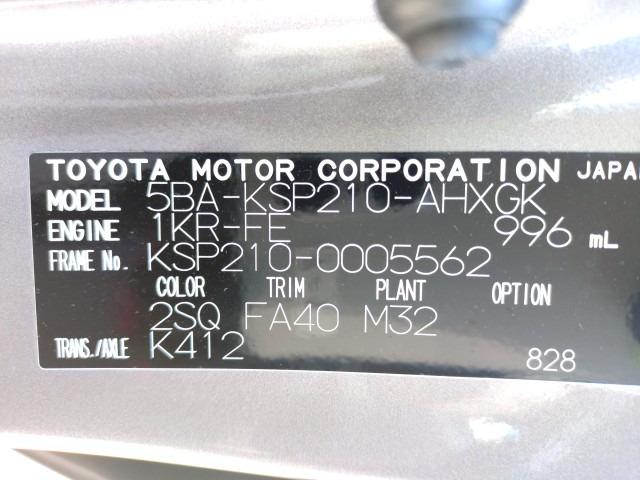 TOYOTA MOTOR CORPORATION JAPAN
MODEL 5BA-KSP210-AHXGK
ENGINE 1KR-FE 996 mL
FRAME No. KSP210-0005562
COLOR TRIM PLANT OPTION
2SQ FA40 M32
TRANS./AXLE K412
828